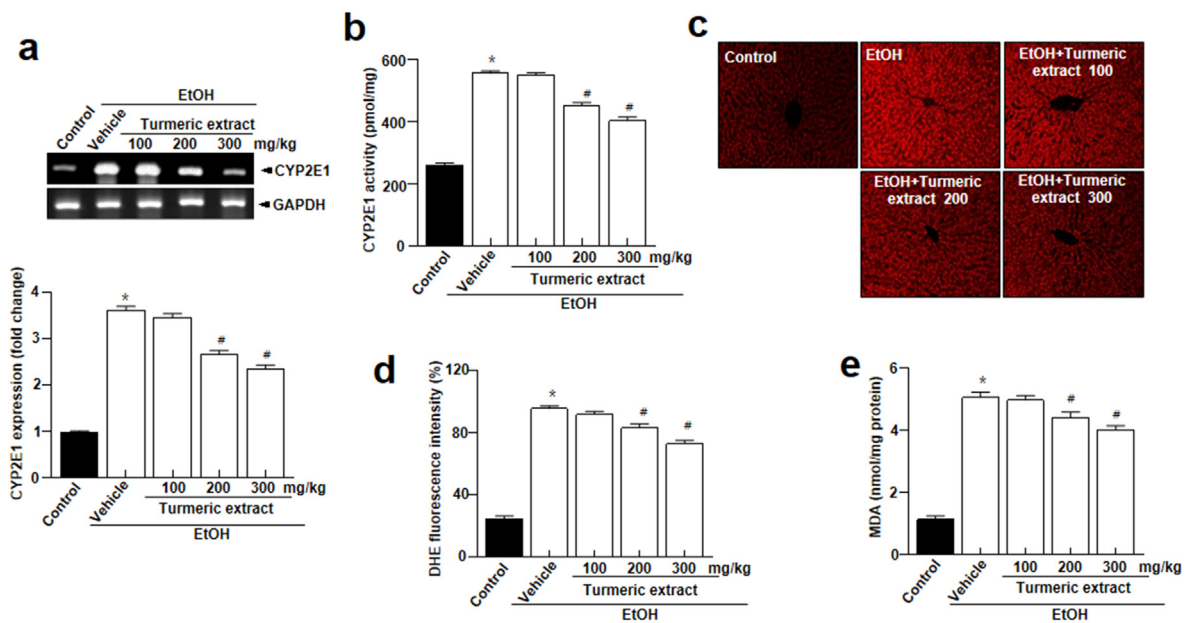 a
EtOH
Control
Vehicle
Turmeric extract
100 200 300 mg/kg
CYP2E1
GAPDH
CYP2E1 expression (fold change)
4
3
2
1
0
*
#
#
Control
Vehicle
100 200 300 mg/kg
Turmeric extract
EtOH
b
CYP2E1 activity (pmol/mg)
600
400
200
0
*
#
#
Control
Vehicle
100 200 300 mg/kg
Turmeric extract
EtOH
c
Control
EtOH
EtOH+Turmeric
extract 100
EtOH+Turmeric
extract 200
EtOH+Turmeric
extract 300
d
DHE fluorescence intensity (%)
120
80
40
0
*
#
#
Control
Vehicle
100 200 300 mg/kg
Turmeric extract
EtOH
e
MDA (nmol/mg protein)
6
4
2
0
*
#
#
Control
Vehicle
100 200 300 mg/kg
Turmeric extract
EtOH